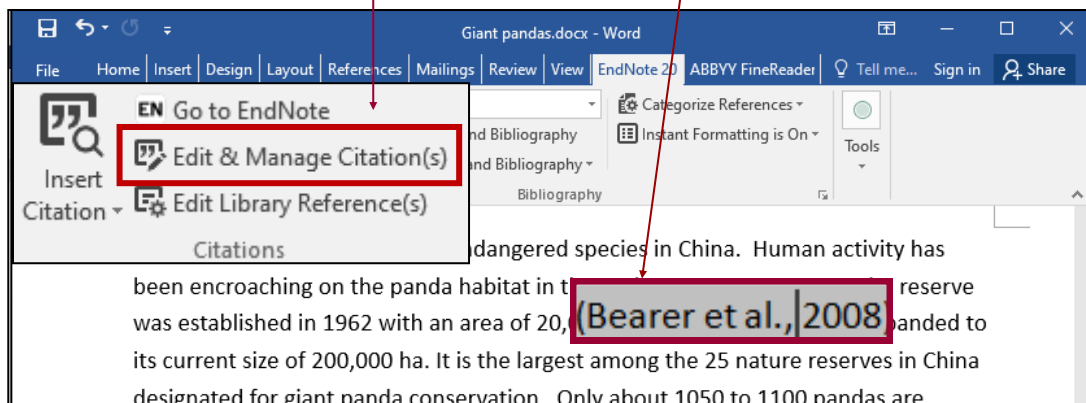 Giant pandas.docx - Word
File Home Insert Design Layout References Mailings Review View EndNote 20 ABBYY FineReader Tell me... Sign in Share
Insert Citation
EN Go to EndNote
Edit & Manage Citation(s)
Edit Library Reference(s)
Citations
Categorize References
nd Bibliography
Instant Formatting is On
and Bibliography
Bibliography
Tools
ndangered species in China. Human activity has
been encroaching on the panda habitat in t reserve
was established in 1962 with an area of 20,0 (Bearer et al., 2008) panded to
its current size of 200,000 ha. It is the largest among the 25 nature reserves in China
designated for giant panda conservation. Only about 1050 to 1100 pandas are